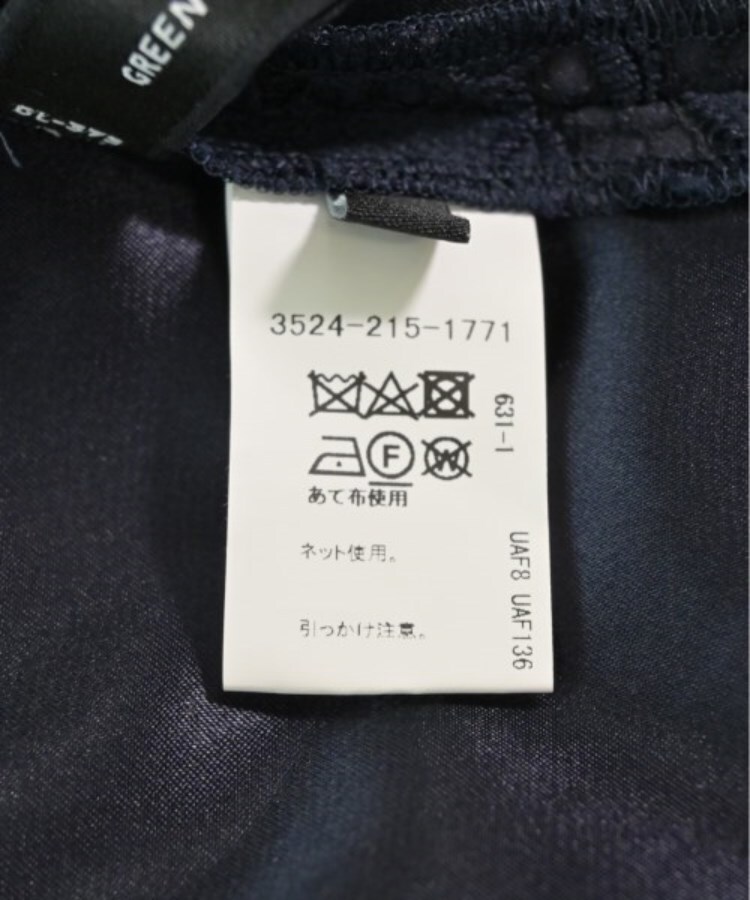 GREEN
3524-215-1771
631-1
F
W
あて布使用
ネット使用。
引っかけ注意。
UAF8 UAF136